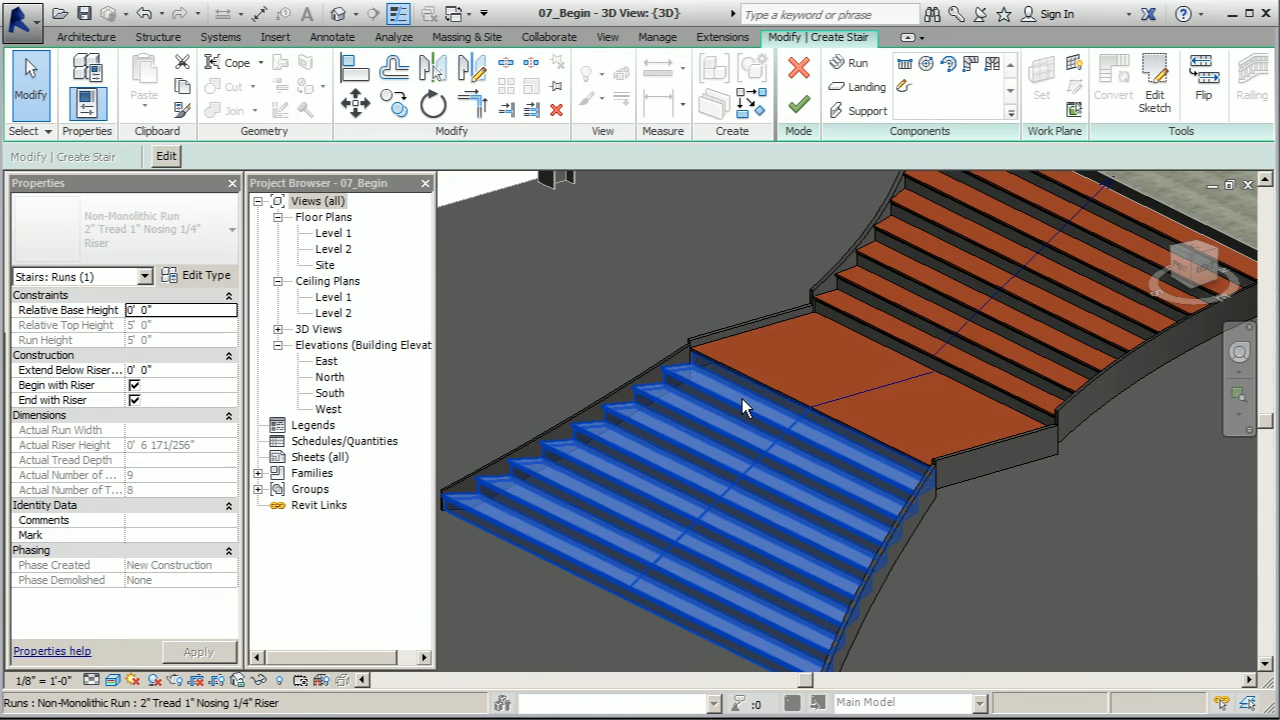 07_Begin - 3D View: {3D}
Type a keyword or phrase
Sign In
Architecture
Structure
Systems
Insert
Annotate
Analyze
Massing & Site
Collaborate
View
Manage
Extensions
Modify | Create Stair
Modify
Select
Properties
Paste
Clipboard
Cope
Cut
Join
Geometry
Modify
View
Measure
Create
Mode
Run
Landing
Support
Components
Set
Work Plane
Convert
Edit
Sketch
Flip
Railing
Tools
Modify | Create Stair
Edit
Properties
Non-Monolithic Run
2" Tread 1" Nosing 1/4"
Riser
Stairs: Runs (1)
Edit Type
Constraints
Relative Base Height 0' 0"
Relative Top Height 5' 0"
Run Height 5' 0"
Construction
Extend Below Riser... 0' 0"
Begin with Riser
End with Riser
Dimensions
Actual Run Width
Actual Riser Height 0' 6 171/256"
Actual Tread Depth
Actual Number of ... 9
Actual Number of T... 8
Identity Data
Comments
Mark
Phasing
Phase Created New Construction
Phase Demolished None
Properties help
Apply
Project Browser - 07_Begin
Views (all)
Floor Plans
Level 1
Level 2
Site
Ceiling Plans
Level 1
Level 2
3D Views
Elevations (Building Elevat
East
North
South
West
Legends
Schedules/Quantities
Sheets (all)
Families
Groups
Revit Links
1/8" = 1'-0"
Runs : Non-Monolithic Run : 2" Tread 1" Nosing 1/4" Riser
:0
Main Model